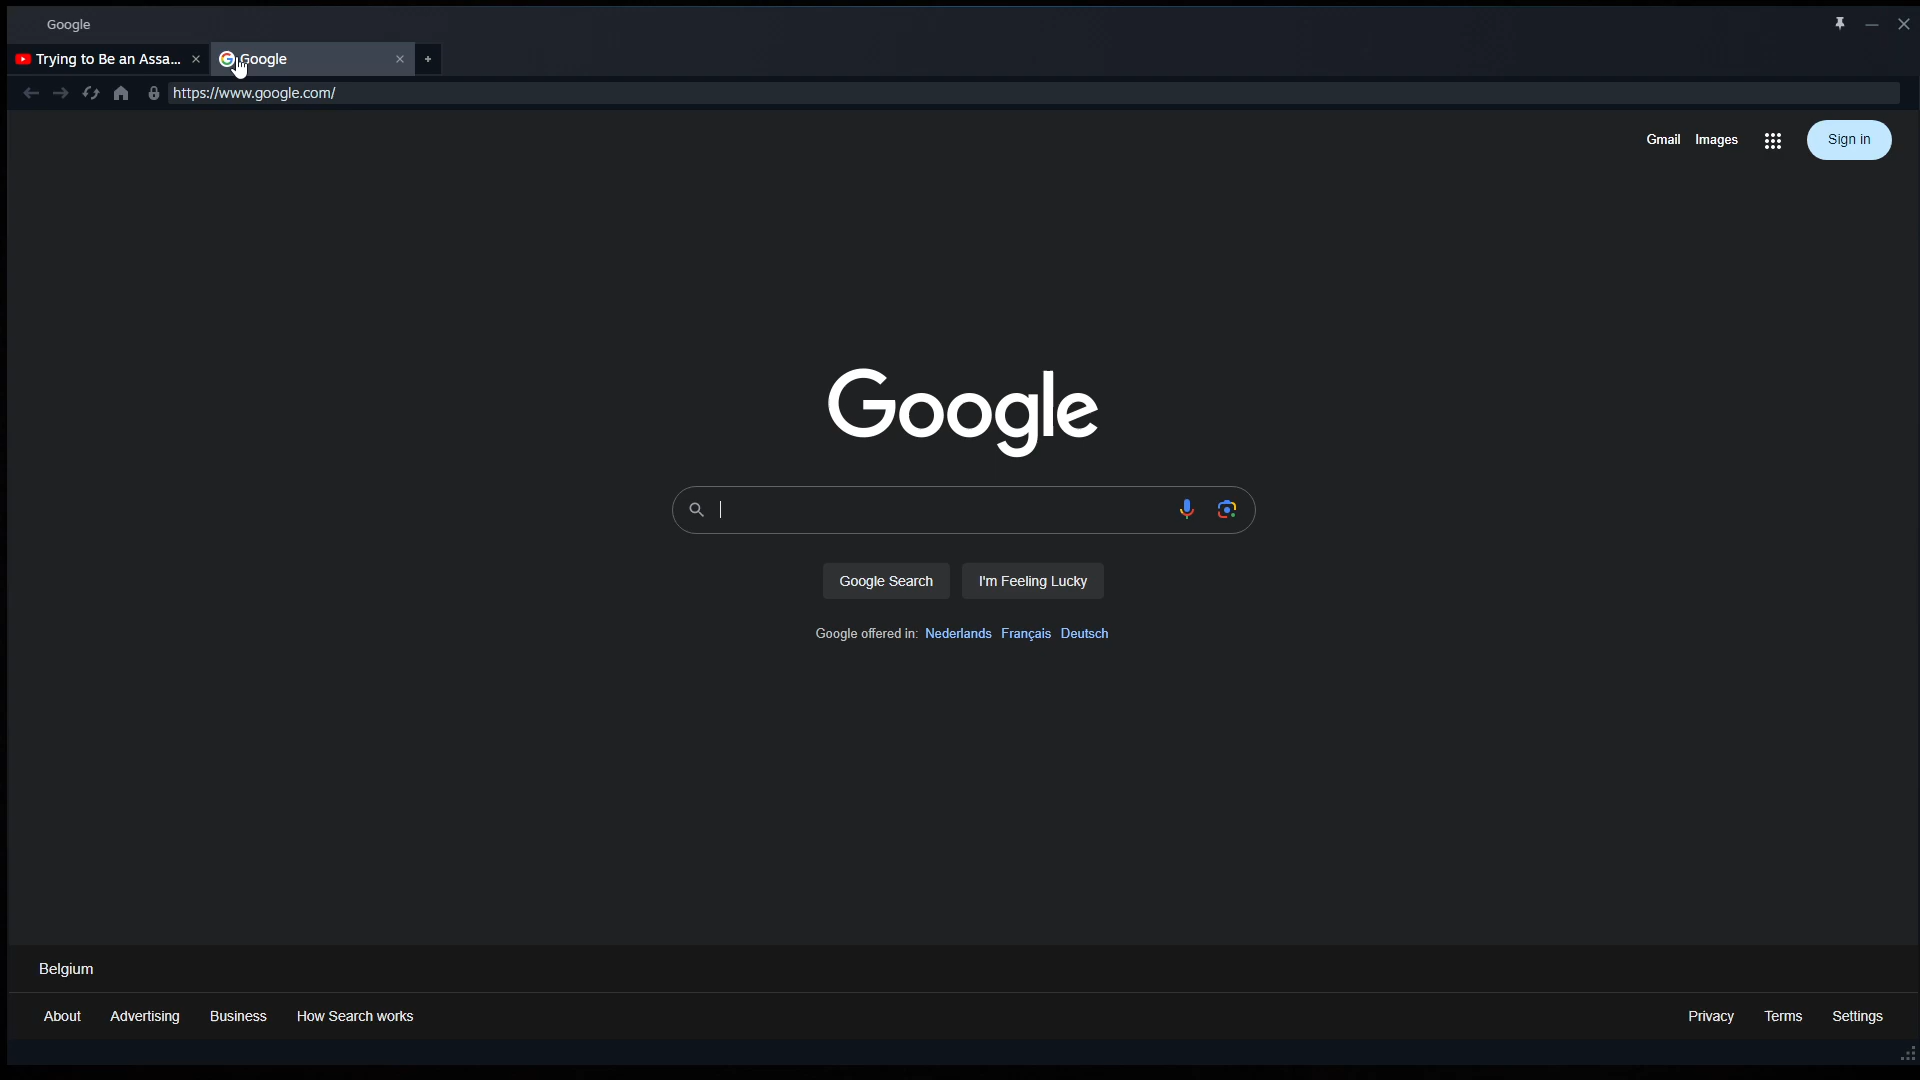 Google
Trying to Be an Assa... Google
https://www.google.com/
Gmail Images Sign in
Google
Google Search I'm Feeling Lucky
Google offered in: Nederlands Français Deutsch
Belgium
About Advertising Business How Search works Privacy Terms Settings